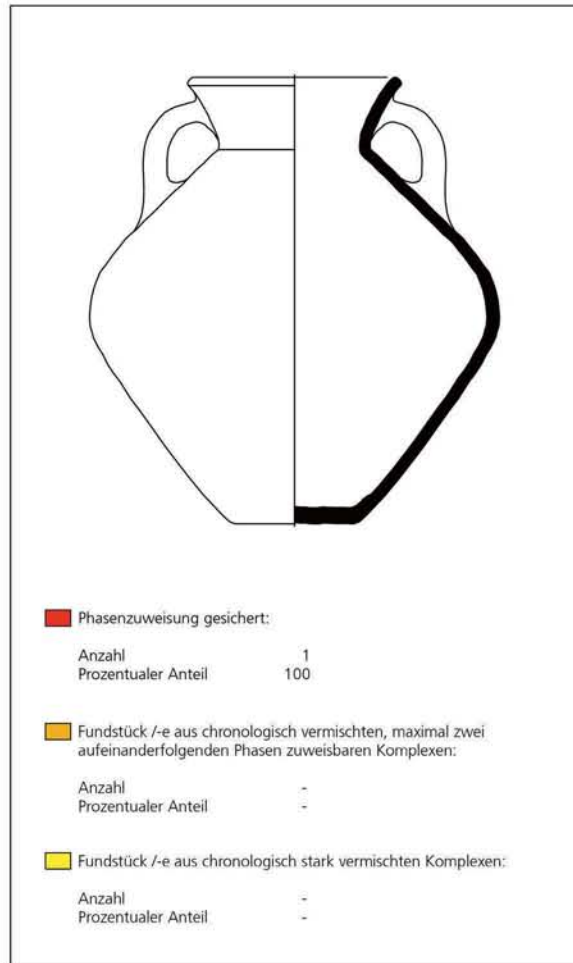 Phasenzuweisung gesichert:
Anzahl 1
Prozentualer Anteil 100
Fundstück /-e aus chronologisch vermischten, maximal zwei
aufeinanderfolgenden Phasen zuweisbaren Komplexen:
Anzahl -
Prozentualer Anteil -
Fundstück /-e aus chronologisch stark vermischten Komplexen:
Anzahl -
Prozentualer Anteil -